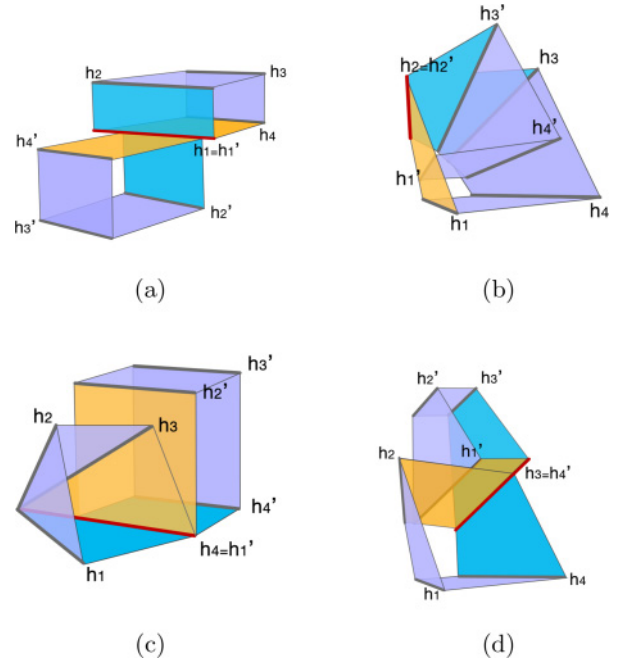 h2
h3
h4'
h4
h1=h1'
h3'
h2'
(a)
h3'
h2=h2'
h3
h4'
h1'
h1
h4
(b)
h3'
h2'
h2
h3
h4'
h4=h1'
h1
(c)
h2'
h3'
h1'
h2
h3=h4'
h4
h1
(d)